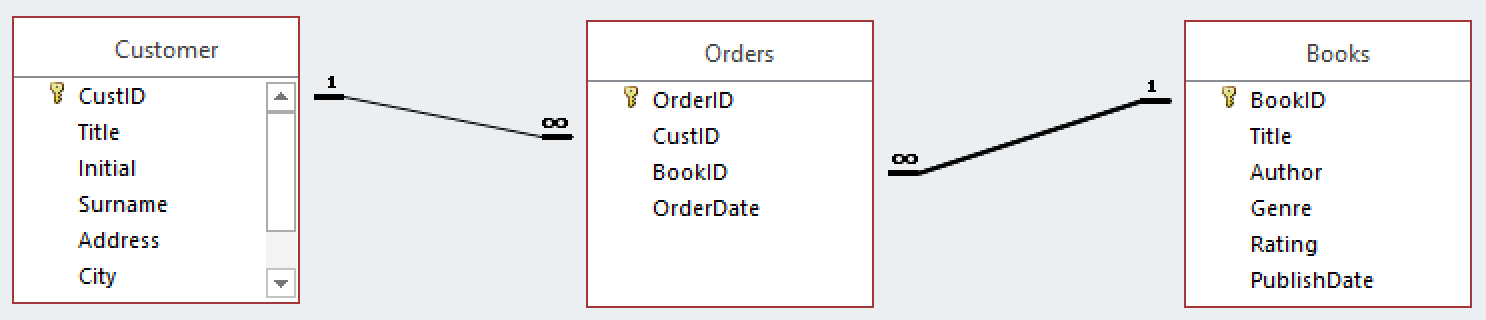 Customer
CustID
Title
Initial
Surname
Address
City
1
∞
Orders
OrderID
CustID
BookID
OrderDate
∞
1
Books
BookID
Title
Author
Genre
Rating
PublishDate